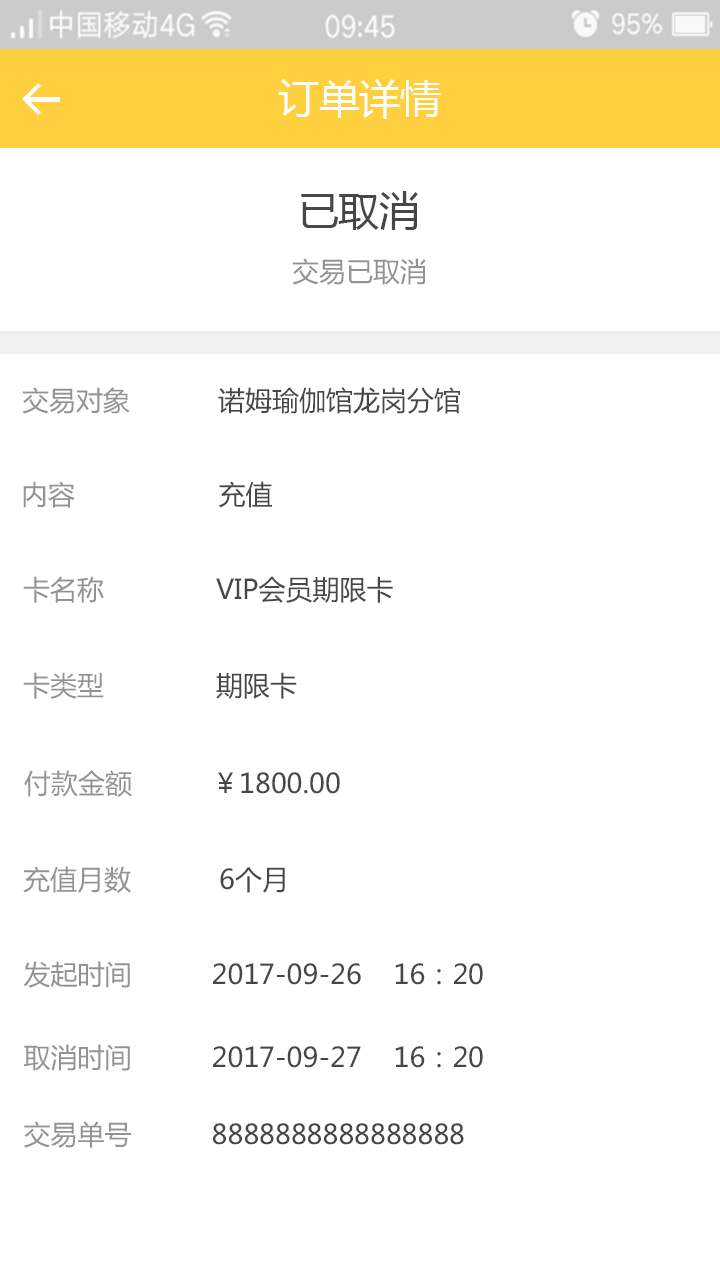 中国移动4G 09:45 95%
订单详情
已取消
交易已取消
交易对象 诺姆瑜伽馆龙岗分馆
内容 充值
卡名称 VIP会员期限卡
卡类型 期限卡
付款金额 ¥1800.00
充值月数 6个月
发起时间 2017-09-26 16：20
取消时间 2017-09-27 16：20
交易单号 8888888888888888